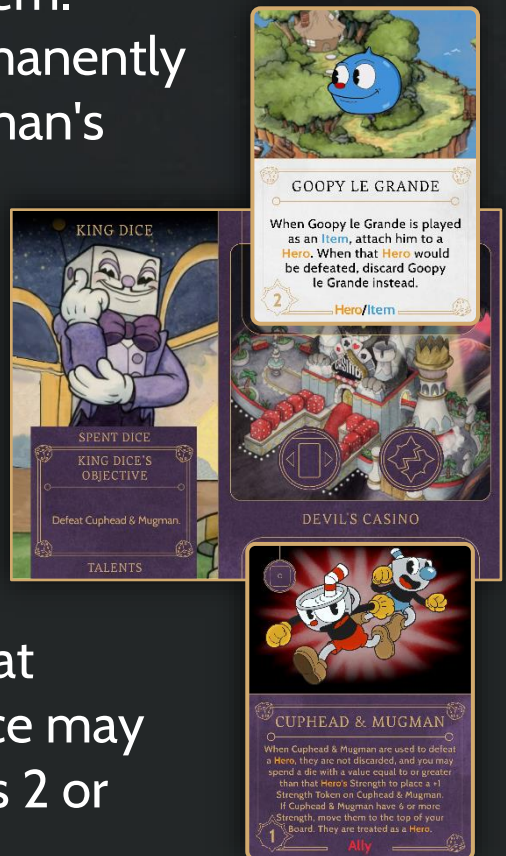 em.
manently
man's
GOOPY LE GRANDE
When Goopy le Grande is played
as an Item, attach him to a
Hero. When that Hero would
be defeated, discard Goopy
le Grande instead.
2
Hero/Item
KING DICE
SPENT DICE
KING DICE'S
OBJECTIVE
Defeat Cuphead & Mugman.
TALENTS
DEVIL'S CASINO
at
ce may
s 2 or
CUPHEAD & MUGMAN
When Cuphead & Mugman are used to defeat
a Hero, they are not discarded, and you may
spend a die with a value equal to or greater
than that Hero's Strength to place a +1
Strength Token on Cuphead & Mugman.
If Cuphead & Mugman have 6 or more
Strength, move them to the top of your
Board. They are treated as a Hero.
1
Ally